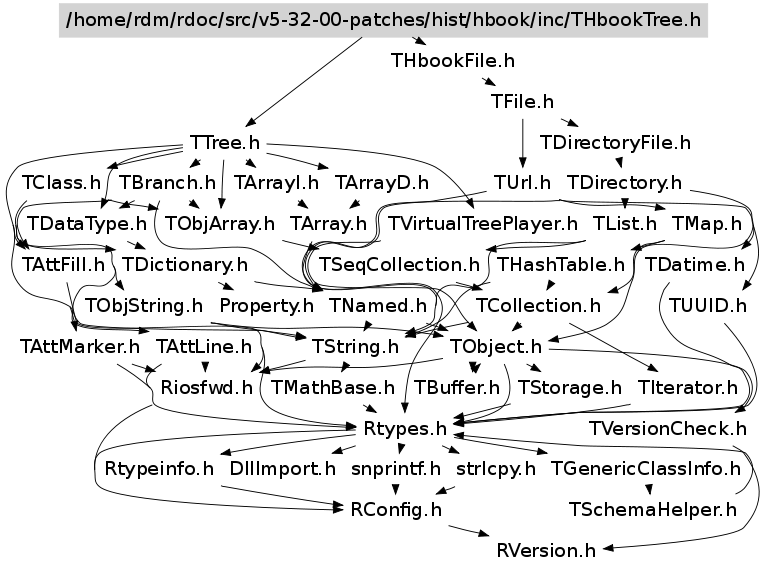 /home/rdm/rdoc/src/v5-32-00-patches/hist/hbook/inc/THbookTree.h
THbookFile.h
TFile.h
TTree.h TDirectoryFile.h
TClass.h TBranch.h TArrayI.h TArrayD.h TUrl.h TDirectory.h
TDataType.h TObjArray.h TArray.h TVirtualTreePlayer.h TList.h TMap.h
TAttFill.h TDictionary.h TSeqCollection.h THashTable.h TDatime.h
TObjString.h Property.h TNamed.h TCollection.h TUUID.h
TAttMarker.h TAttLine.h TString.h TObject.h
Riosfwd.h TMathBase.h TBuffer.h TStorage.h TIterator.h
Rtypes.h TVersionCheck.h
Rtypeinfo.h DllImport.h snprintf.h strlcpy.h TGenericClassInfo.h
RConfig.h TSchemaHelper.h
RVersion.h